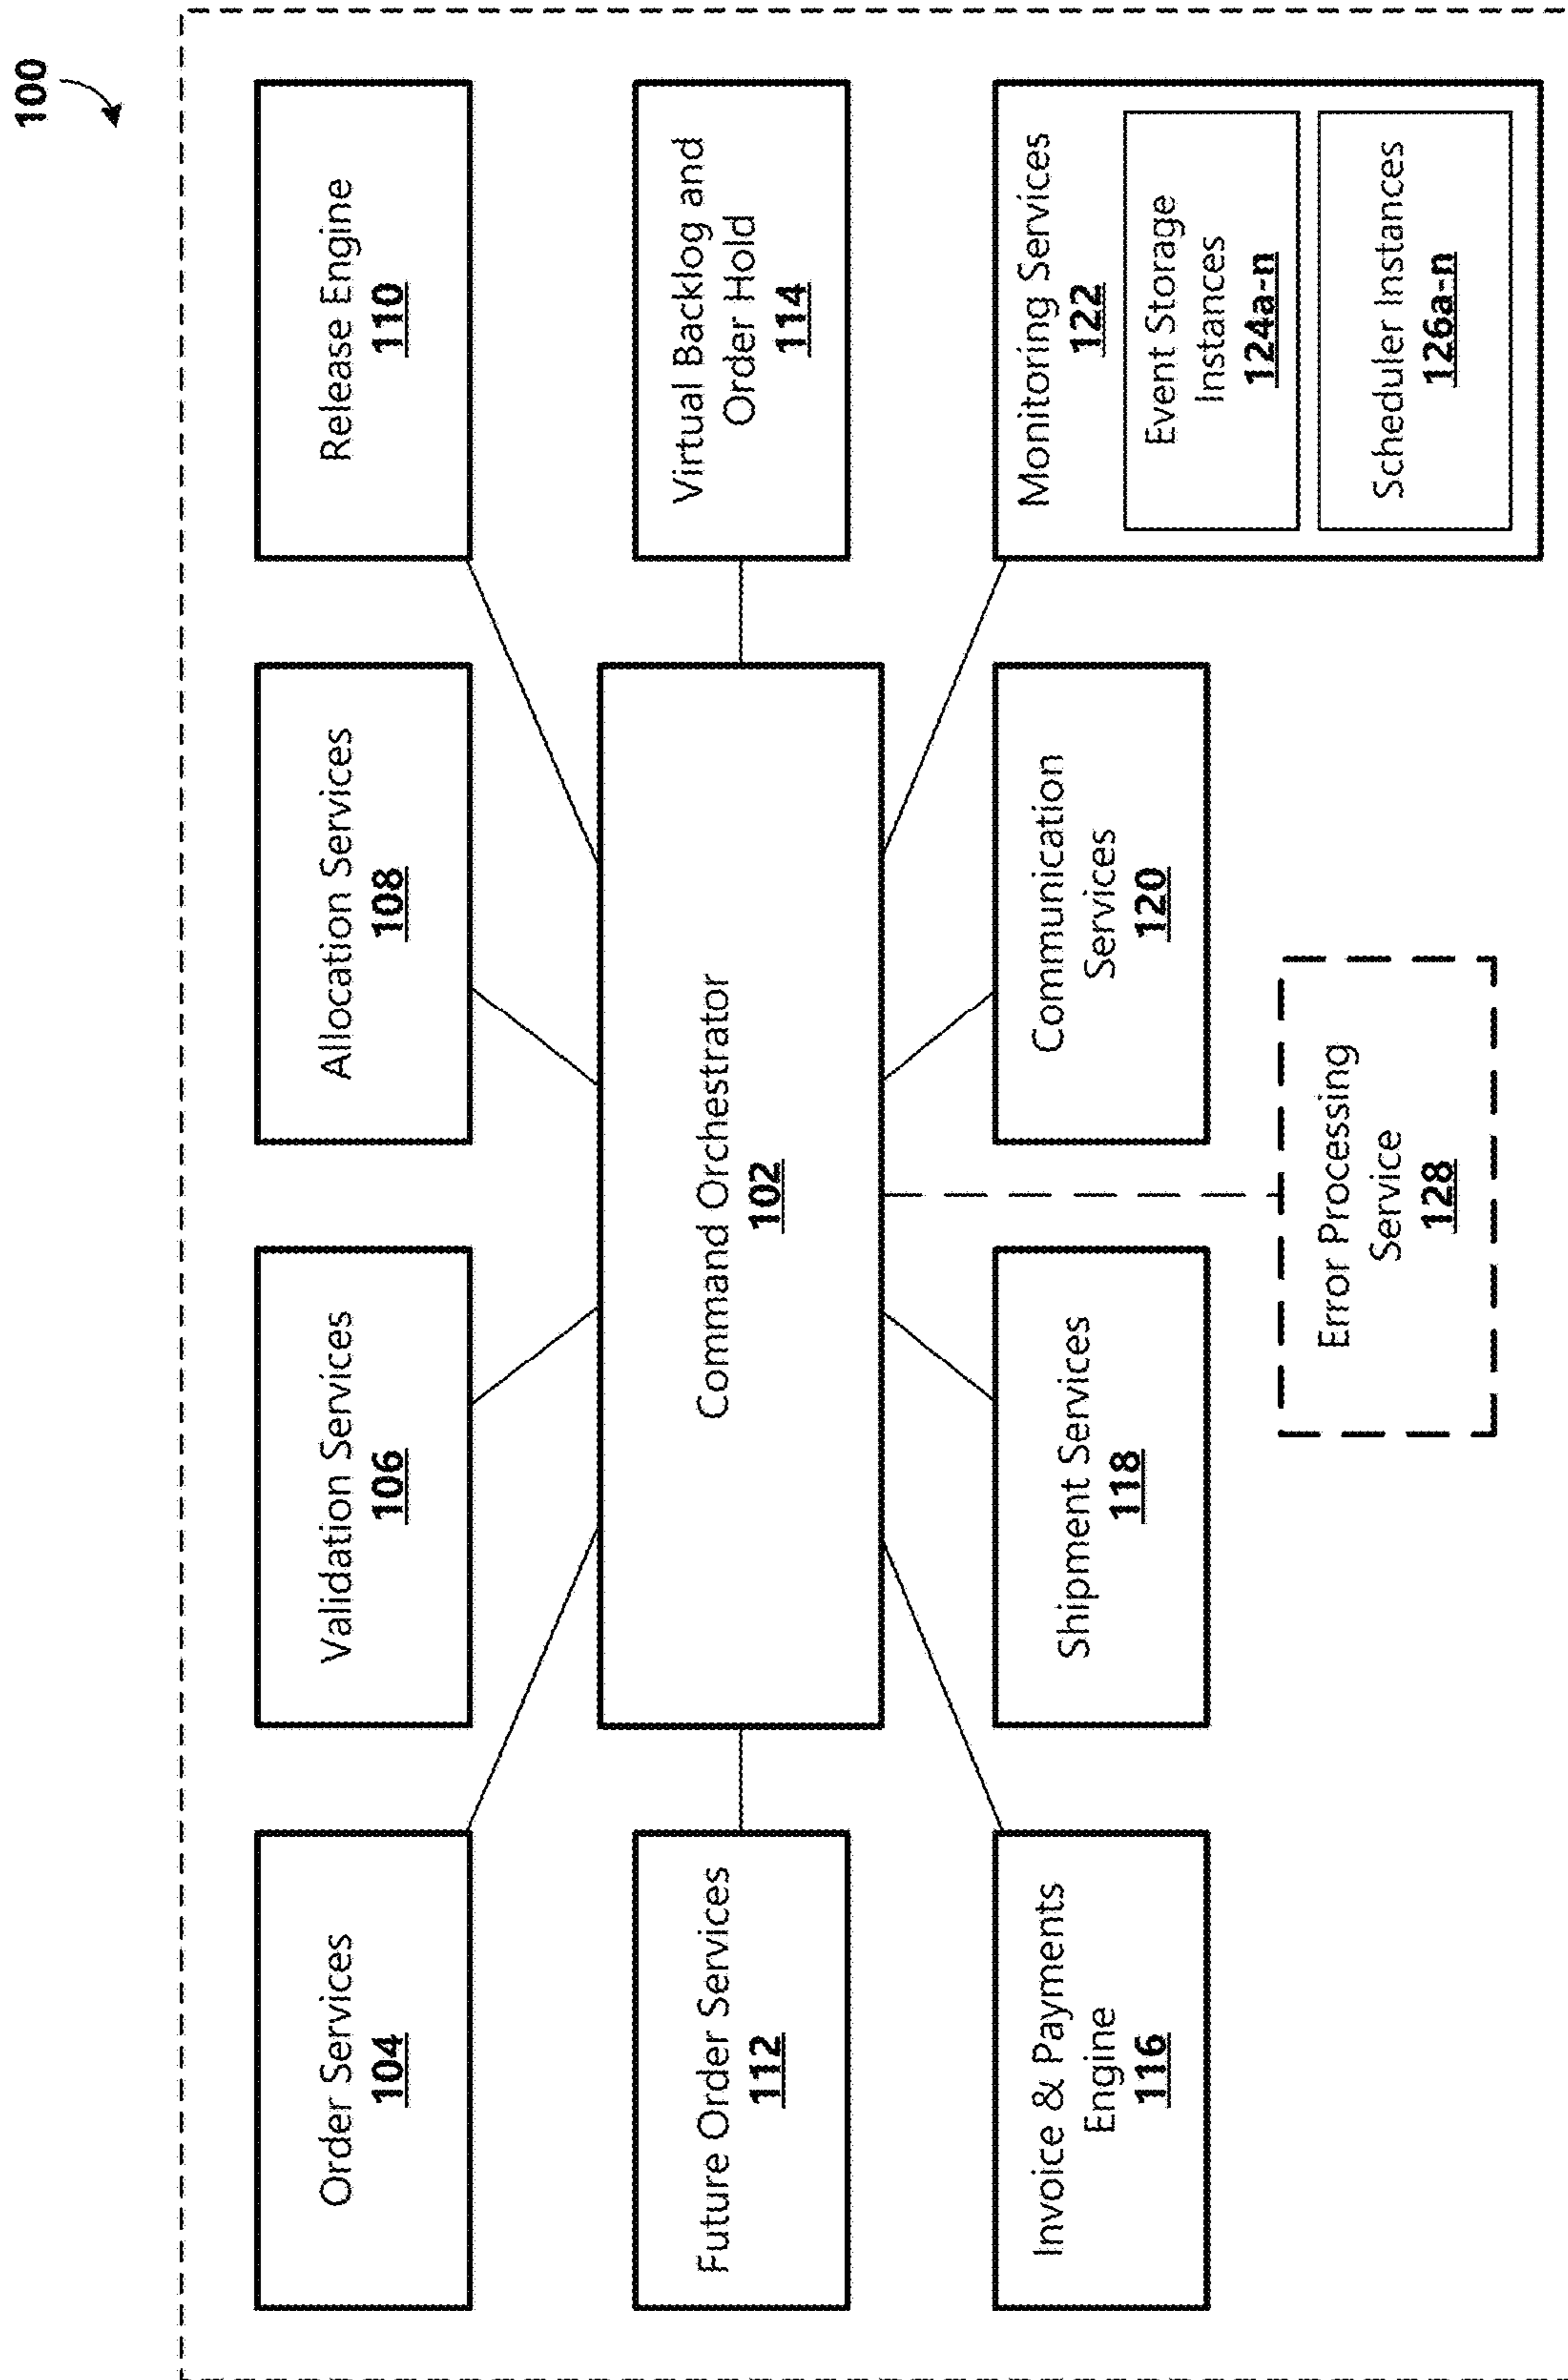 100
Order Services
104
Validation Services
106
Allocation Services
108
Release Engine
110
Future Order Services
112
Command Orchestrator
102
Virtual Backlog and
Order Hold
114
Invoice & Payments
Engine
116
Shipment Services
118
Communication
Services
120
Monitoring Services
122
Event Storage
Instances
124a-n
Scheduler Instances
126a-n
Error Processing
Service
128